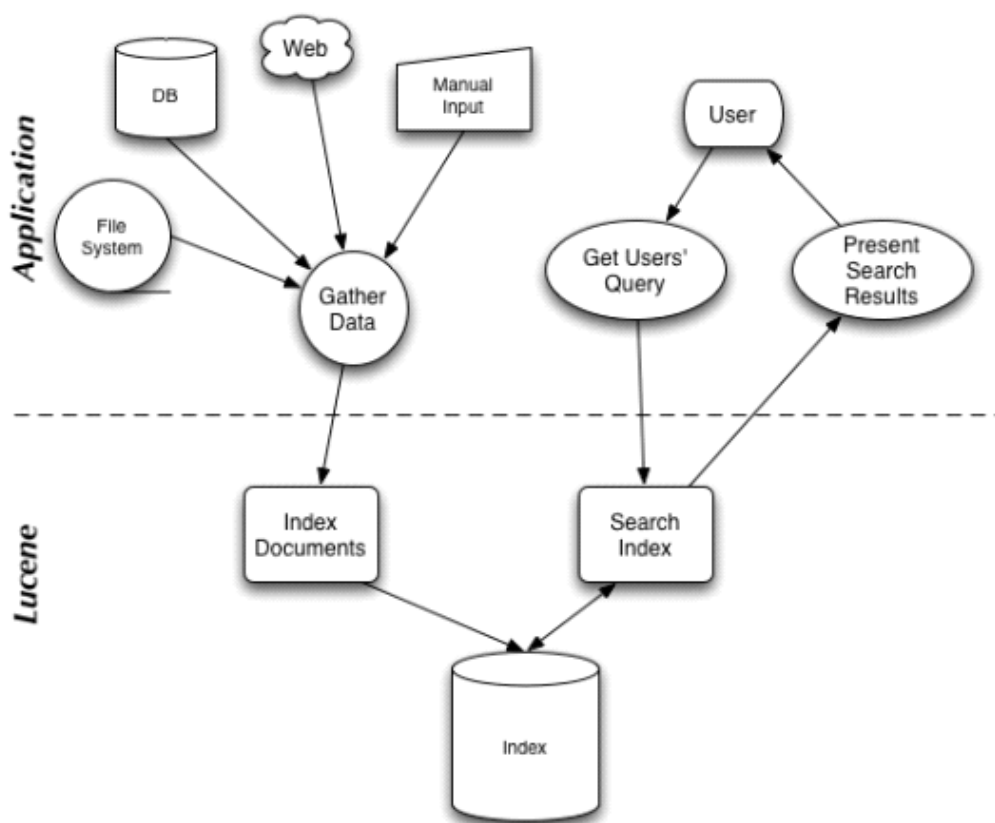 Application
DB
Web
Manual
Input
User
File
System
Gather
Data
Get Users'
Query
Present
Search
Results
Lucene
Index
Documents
Search
Index
Index